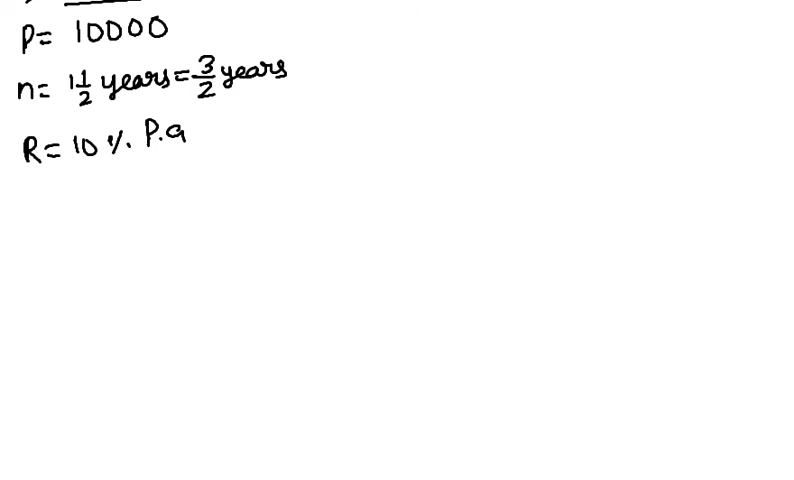 P= 10000
n= 1 1/2 years = 3/2 years
R= 10 % P.a